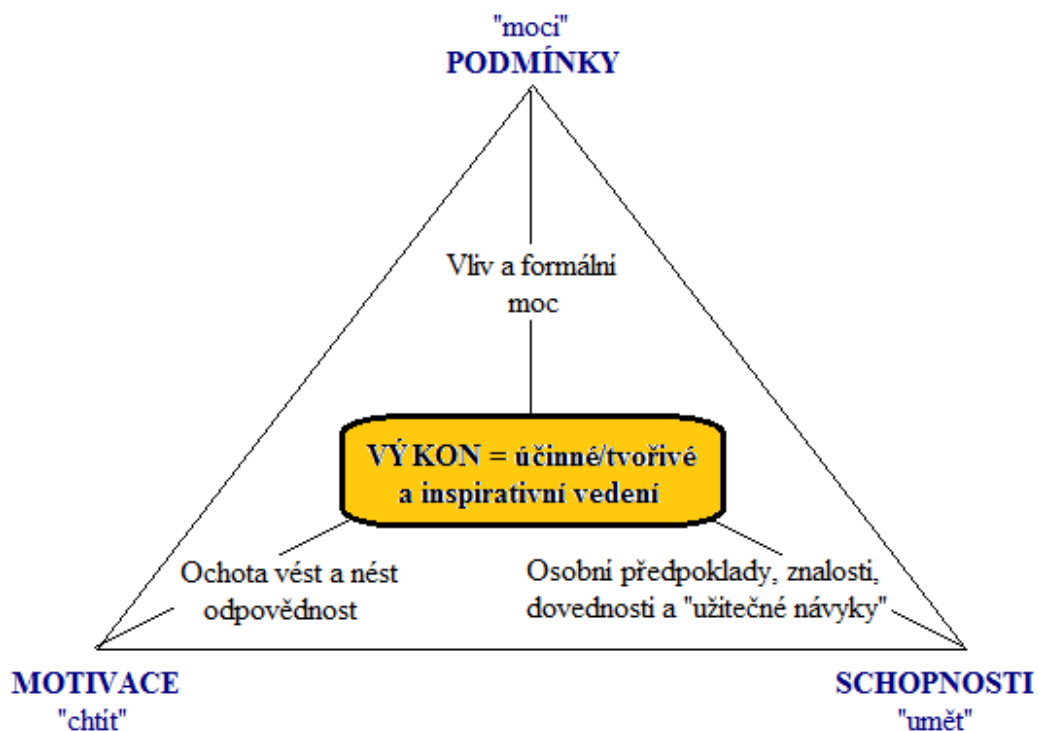 "moci"
PODMÍNKY
Vliv a formální
moc
VÝKON = účinné/tvořivé
a inspirativní vedení
Ochota vést a nést
odpovědnost
Osobní předpoklady, znalosti,
dovednosti a "užitečné návyky"
MOTIVACE
"chtít"
SCHOPNOSTI
"umět"